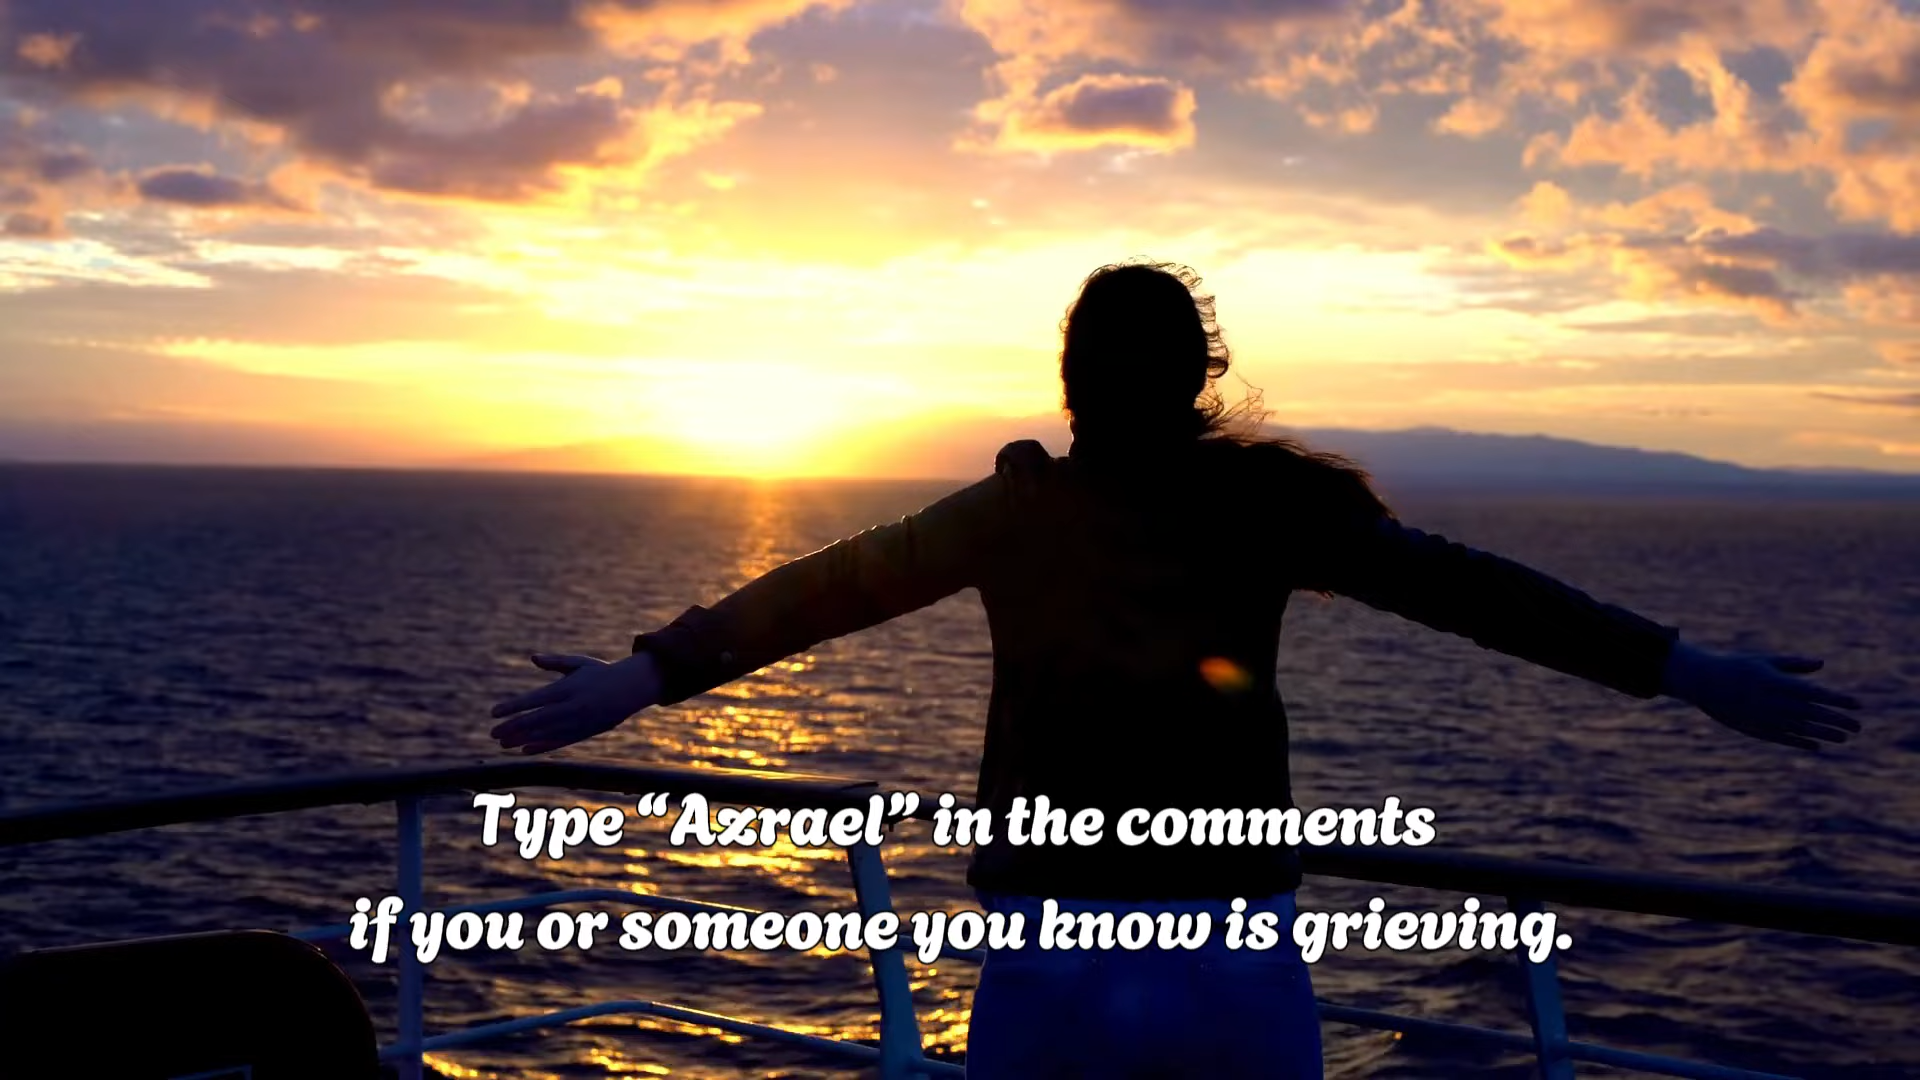 Type “Azrael” in the comments
if you or someone you know is grieving.